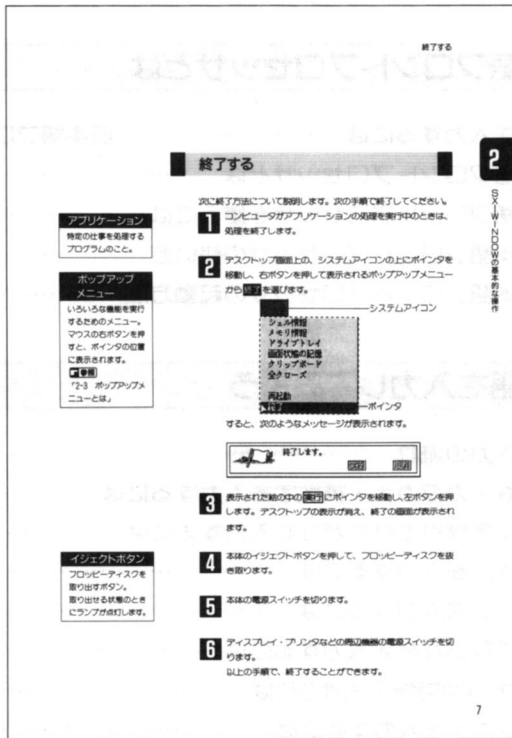 終了する
終了する
2
SX-WINDOWの基本的な操作
次に終了方法について説明します。次の手順で終了してください。
1 コンピュータがアプリケーションの処理を実行中のときは、
処理を終了します。
アプリケーション
特定の仕事を処理する
プログラムのこと。
2 デスクトップ画面上の、システムアイコンの上にポインタを
移動し、右ボタンを押して表示されるポップアップメニュー
から終了を選びます。
ポップアップ
メニュー
いろいろな機能を実行
するためのメニュー。
マウスの右ボタンを押
すと、ポインタの位置
に表示されます。
参照
「2-3 ポップアップメ
ニューとは」
システムアイコン
シェル情報
メモリ情報
ドライブトレイ
画面状態の記憶
クリップボード
全クローズ
再起動
ポインタ
すると、次のようなメッセージが表示されます。
終了します。
3 表示された絵の中の実行にポインタを移動し、左ボタンを押
します。デスクトップの表示が消え、終了の画面が表示され
ます。
4 本体のイジェクトボタンを押して、フロッピーディスクを抜
き取ります。
イジェクトボタン
フロッピーディスクを
取り出すボタン。
取り出せる状態のとき
にランプが点灯します。
5 本体の電源スイッチを切ります。
6 ディスプレイ・プリンタなどの周辺機器の電源スイッチを切
ります。
以上の手順で、終了することができます。
7